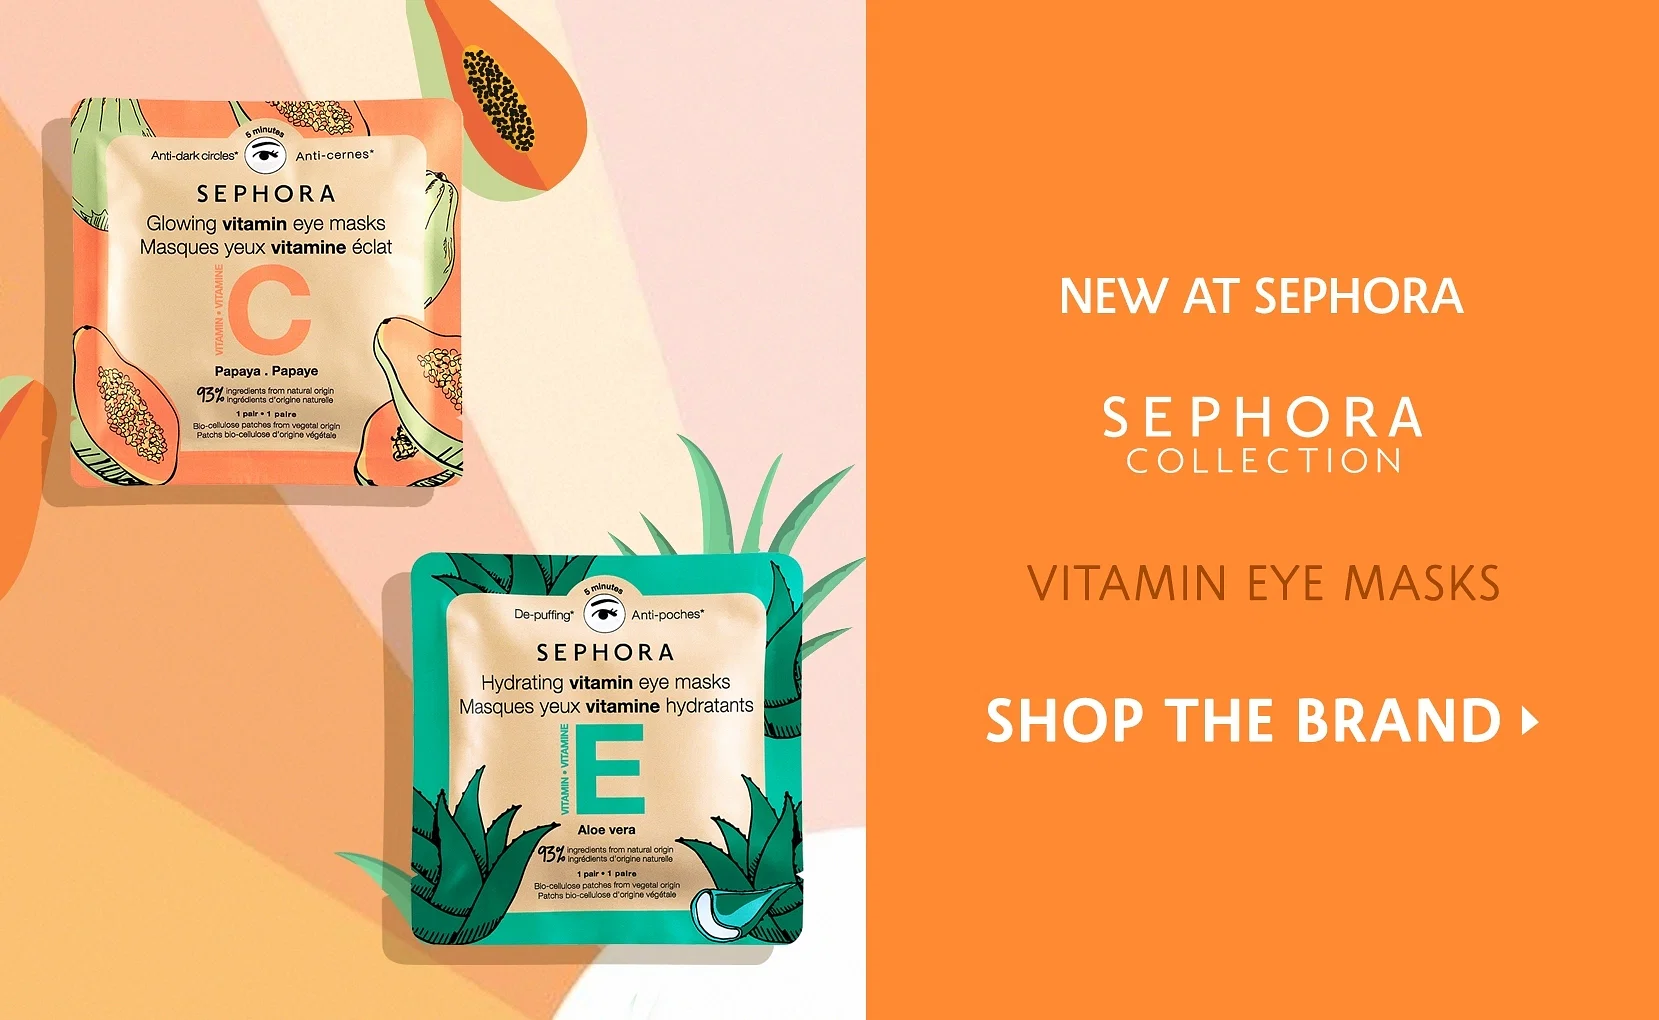 5 minutes
Anti-dark circles* Anti-cernes*
SEPHORA
Glowing vitamin eye masks
Masques yeux vitamine éclat
VITAMIN • VITAMINE
C
Papaya . Papaye
93% ingredients from natural origin
ingrédients d'origine naturelle
1 pair • 1 paire
Bio-cellulose patches from vegetal origin
Patchs bio-cellulose d'origine végétale
5 minutes
De-puffing* Anti-poches*
SEPHORA
Hydrating vitamin eye masks
Masques yeux vitamine hydratants
VITAMIN • VITAMINE
E
Aloe vera
93% ingredients from natural origin
ingrédients d'origine naturelle
1 pair • 1 paire
Bio-cellulose patches from vegetal origin
Patchs bio-cellulose d'origine végétale
NEW AT SEPHORA
SEPHORA
COLLECTION
VITAMIN EYE MASKS
SHOP THE BRAND